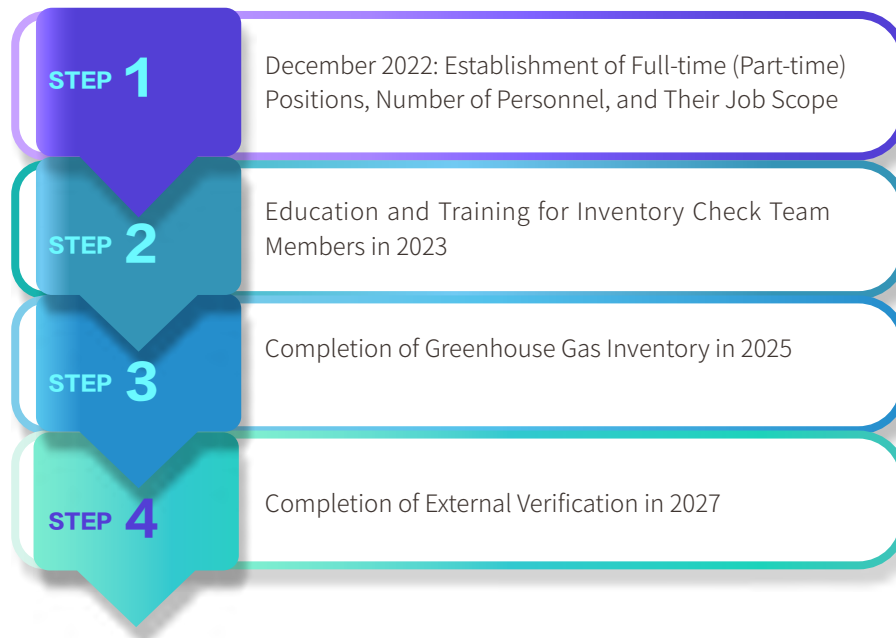 STEP 1
December 2022: Establishment of Full-time (Part-time)
Positions, Number of Personnel, and Their Job Scope
STEP 2
Education and Training for Inventory Check Team
Members in 2023
STEP 3
Completion of Greenhouse Gas Inventory in 2025
STEP 4
Completion of External Verification in 2027